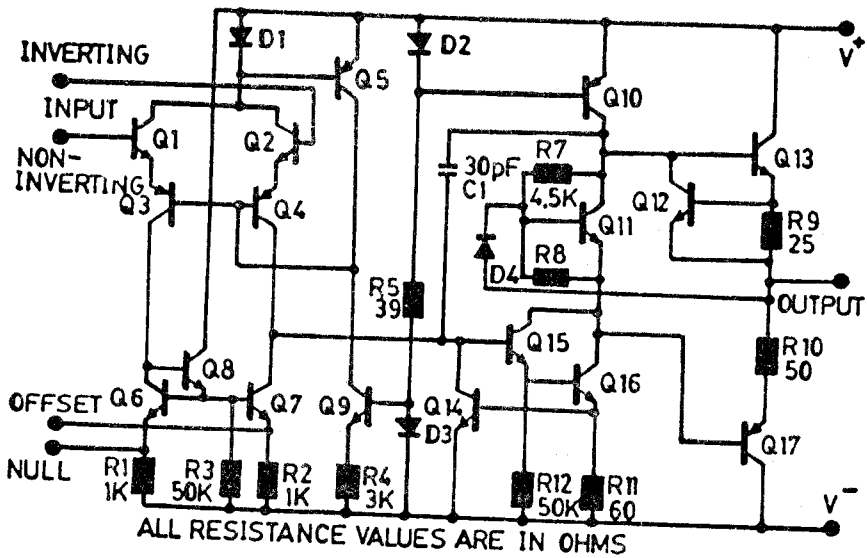 INVERTING
INPUT
NON-
INVERTING
OFFSET
NULL
D1
D2
Q5
Q10
V+
Q1
Q2
Q3
Q4
30pF
C1
R7
4,5K
Q11
Q12
Q13
R9
25
R8
D4
OUTPUT
R5
39
Q15
Q16
R10
50
Q8
Q6
Q7
Q9
Q14
D3
Q17
R1
1K
R3
50K
R2
1K
R4
3K
R12
50K
R11
60
V-
ALL RESISTANCE VALUES ARE IN OHMS